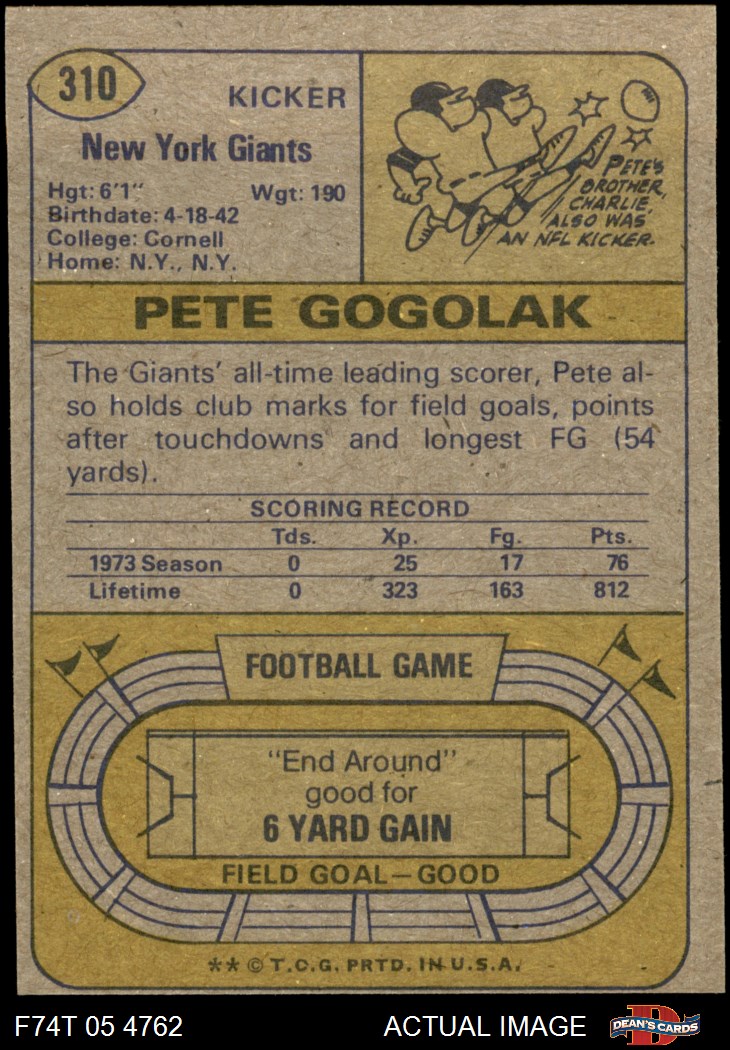 310
KICKER
New York Giants
Hgt: 6'1" Wgt: 190
Birthdate: 4-18-42
College: Cornell
Home: N.Y., N.Y.
PETE'S
BROTHER,
CHARLIE,
ALSO WAS
AN NFL KICKER.
PETE GOGOLAK
The Giants' all-time leading scorer, Pete al-
so holds club marks for field goals, points
after touchdowns and longest FG (54
yards).
SCORING RECORD
Tds. Xp. Fg. Pts.
1973 Season 0 25 17 76
Lifetime 0 323 163 812
FOOTBALL GAME
"End Around"
good for
6 YARD GAIN
FIELD GOAL—GOOD
** © T.C.G. PRTD. IN U.S.A.
F74T 05 4762 ACTUAL IMAGE D DEAN'S CARDS